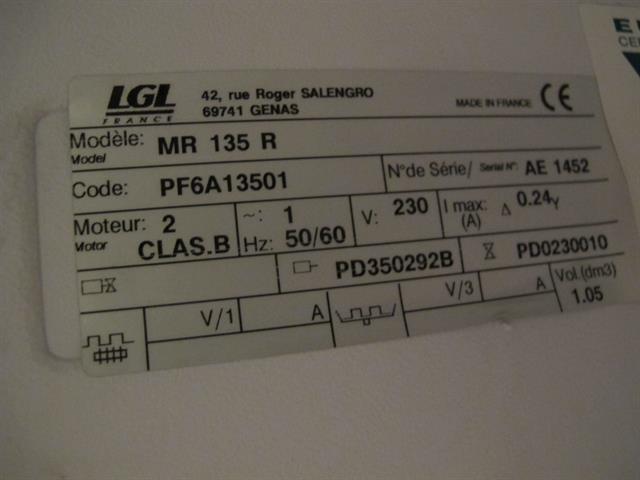 LGL
FRANCE
42, rue Roger SALENGRO
69741 GENAS
MADE IN FRANCE CE
Modèle: MR 135 R
Model
Code: PF6A13501
N°de Série/ Serial N°: AE 1452
Moteur: 2
Motor CLAS.B
~: 1
Hz: 50/60
V: 230
I max: Δ 0.24Y
(A)
PD350292B
PD0230010
V/1 A
V/3 A
Vol.(dm3)
1.05